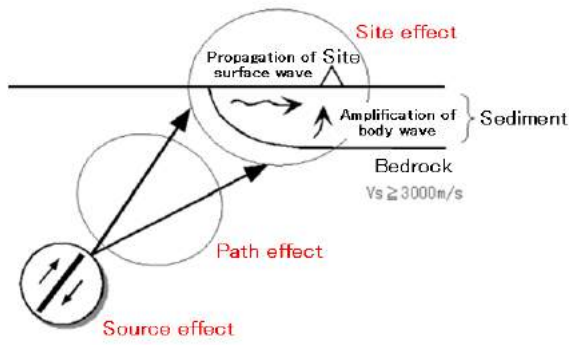 Site effect
Propagation of
surface wave
Site
Amplification of
body wave
Sediment
Bedrock
Vs≧3000m/s
Path effect
Source effect